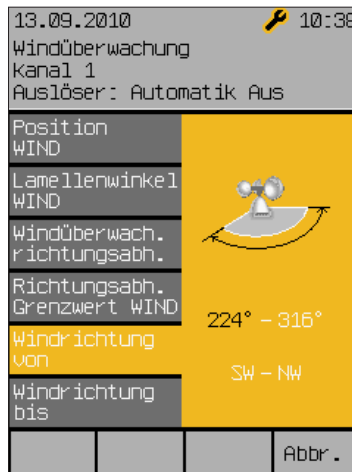 13.09.2010 10:38
Windüberwachung
Kanal 1
Auslöser: Automatik Aus
Position
WIND
Lamellenwinkel
WIND
Windüberwach.
richtungsabh.
Richtungsabh.
Grenzwert WIND
Windrichtung
von
Windrichtung
bis
224° – 316°
SW – NW
Abbr.